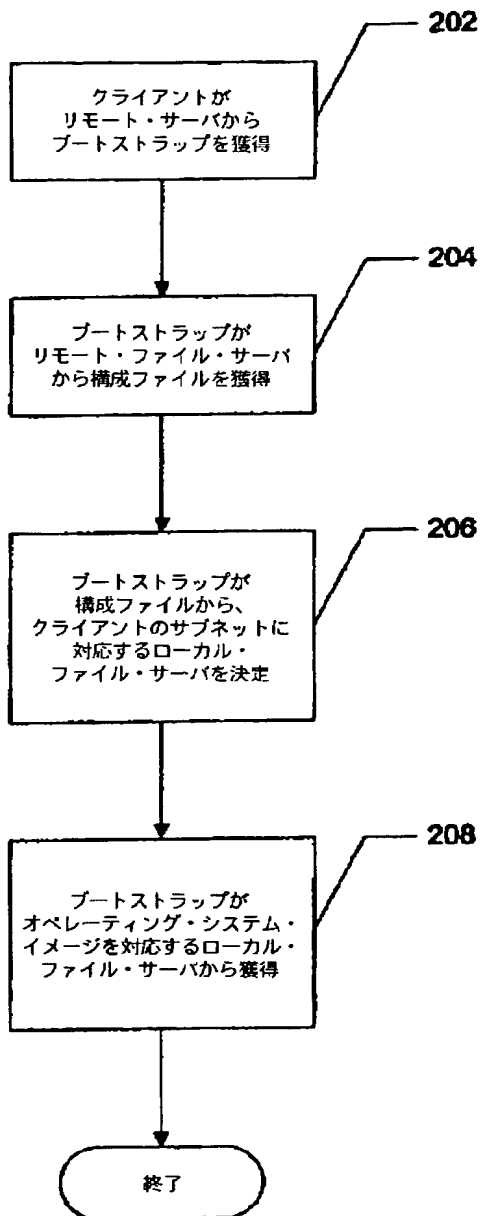 202
クライアントが
リモート・サーバから
ブートストラップを獲得
204
ブートストラップが
リモート・ファイル・サーバ
から構成ファイルを獲得
206
ブートストラップが
構成ファイルから、
クライアントのサブネットに
対応するローカル・
ファイル・サーバを決定
208
ブートストラップが
オペレーティング・システム・
イメージを対応するローカル・
ファイル・サーバから獲得
終了